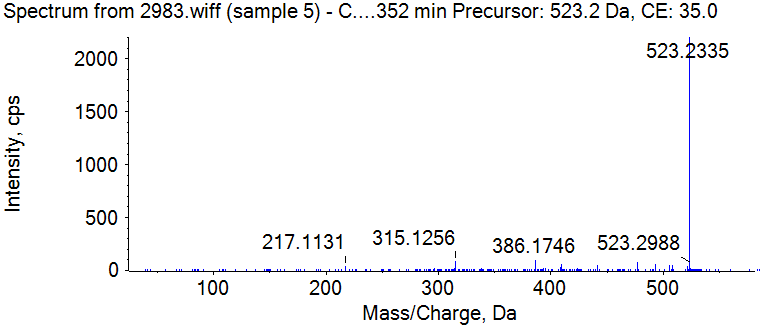 Spectrum from 2983.wiff (sample 5) - C....352 min Precursor: 523.2 Da, CE: 35.0
523.2335
2000
1500
1000
500
0
Intensity, cps
217.1131
315.1256
386.1746
523.2988
100 200 300 400 500
Mass/Charge, Da